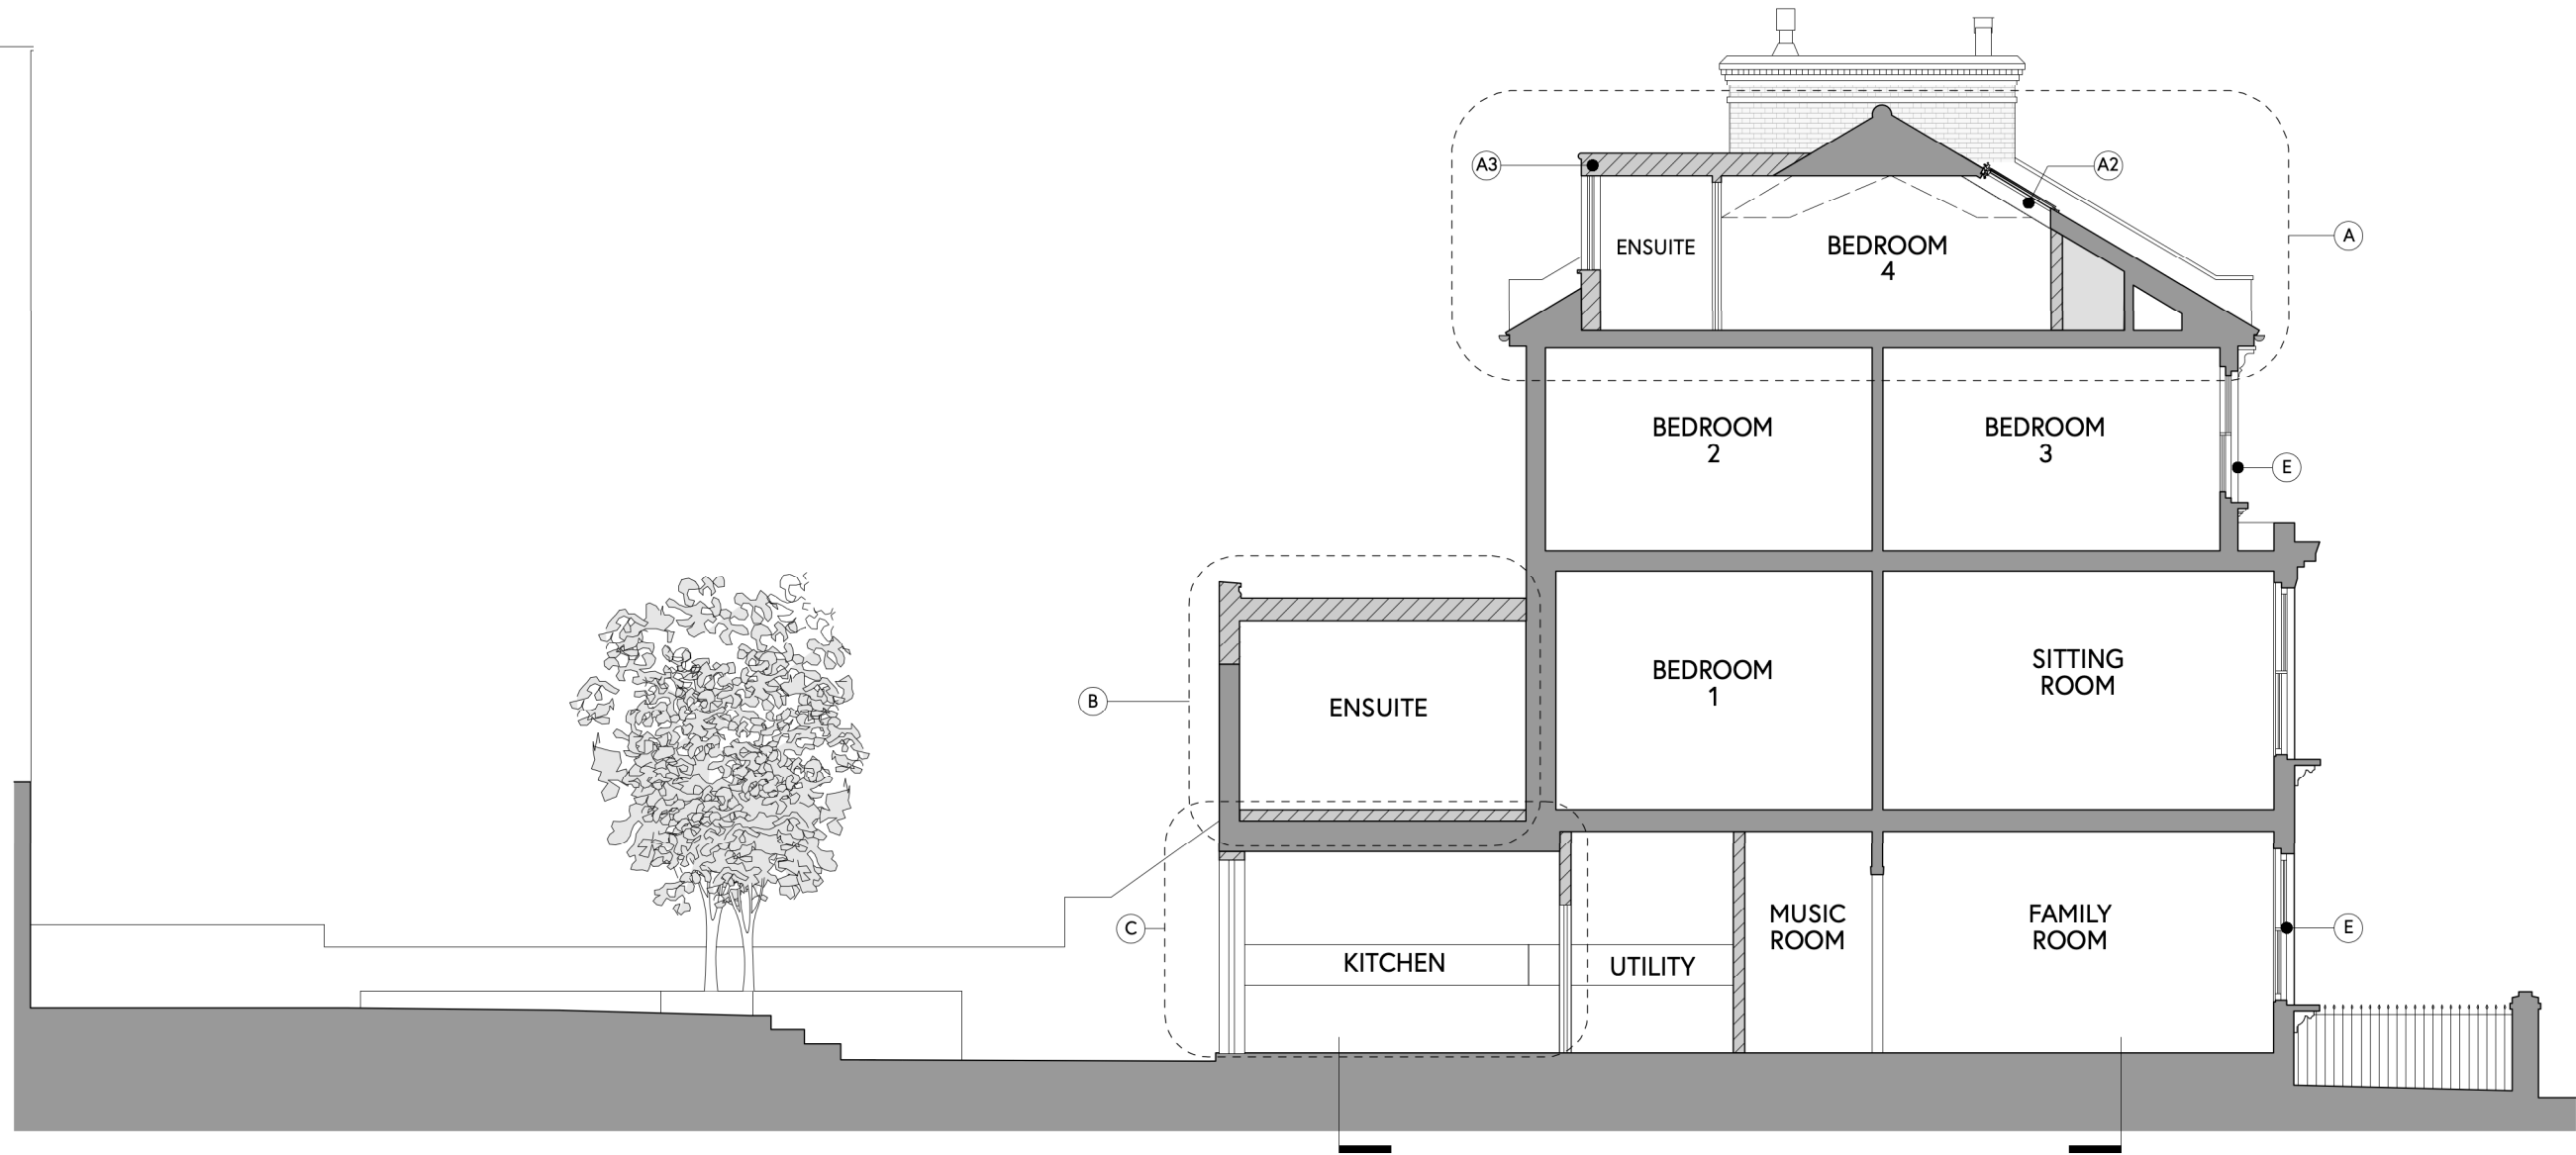 A3
A2
A
ENSUITE
BEDROOM
4
BEDROOM
2
BEDROOM
3
E
B
ENSUITE
BEDROOM
1
SITTING
ROOM
C
KITCHEN
UTILITY
MUSIC
ROOM
FAMILY
ROOM
E